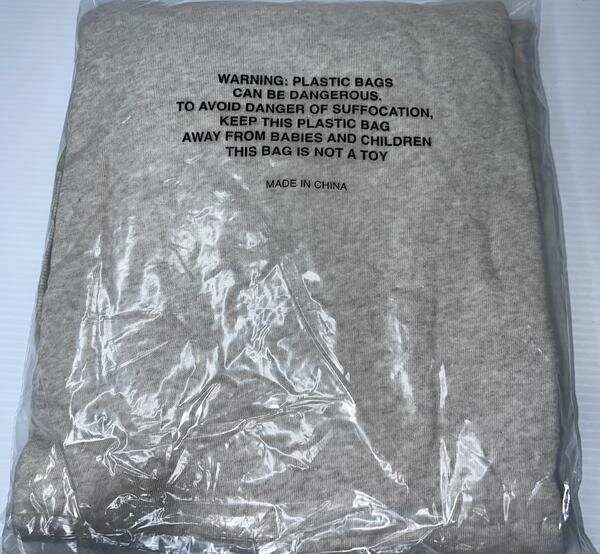 WARNING: PLASTIC BAGS
CAN BE DANGEROUS.
TO AVOID DANGER OF SUFFOCATION,
KEEP THIS PLASTIC BAG
AWAY FROM BABIES AND CHILDREN
THIS BAG IS NOT A TOY
MADE IN CHINA